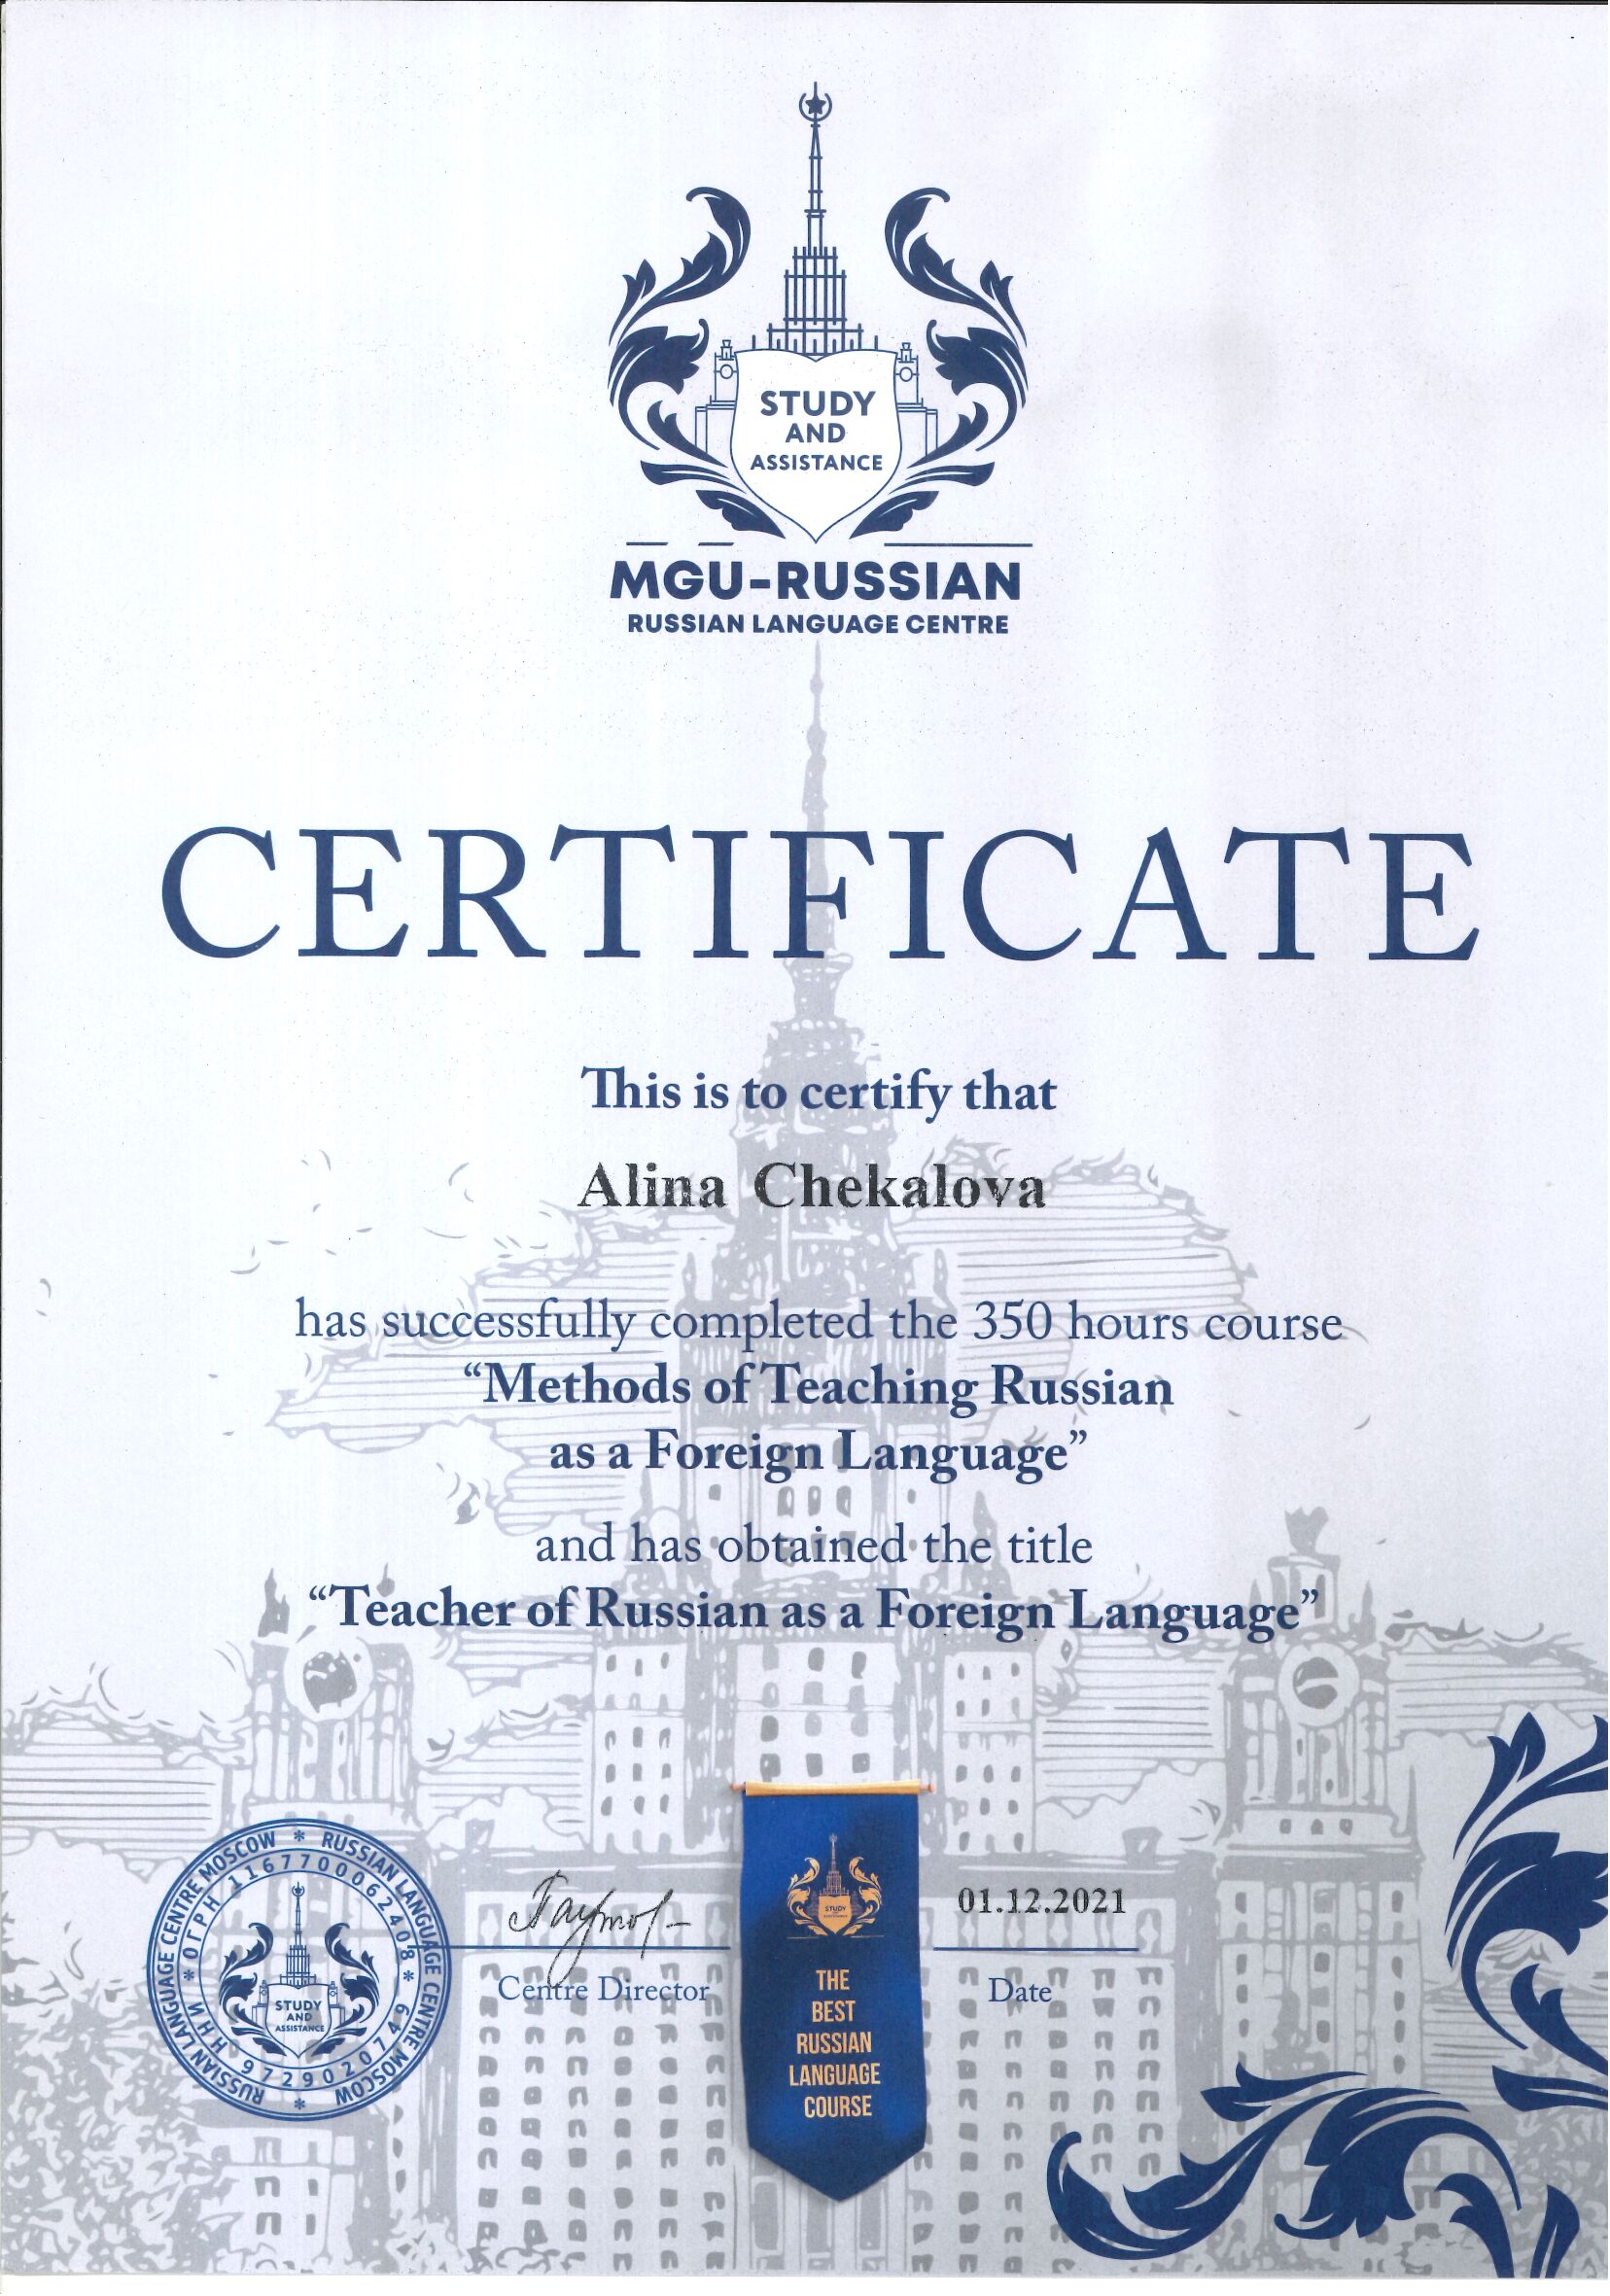 STUDY
AND
ASSISTANCE
MGU-RUSSIAN
RUSSIAN LANGUAGE CENTRE
CERTIFICATE
This is to certify that
Alina Chekalova
has successfully completed the 350 hours course
“Methods of Teaching Russian
as a Foreign Language”
and has obtained the title
“Teacher of Russian as a Foreign Language”
RUSSIAN LANGUAGE CENTRE MOSCOW * RUSSIAN LANGUAGE CENTRE MOSCOW *
* ОГРН 1167700062408 * ИНН 9729020749
STUDY
AND
ASSISTANCE
Centre Director
STUDY
THE
BEST
RUSSIAN
LANGUAGE
COURSE
01.12.2021
Date